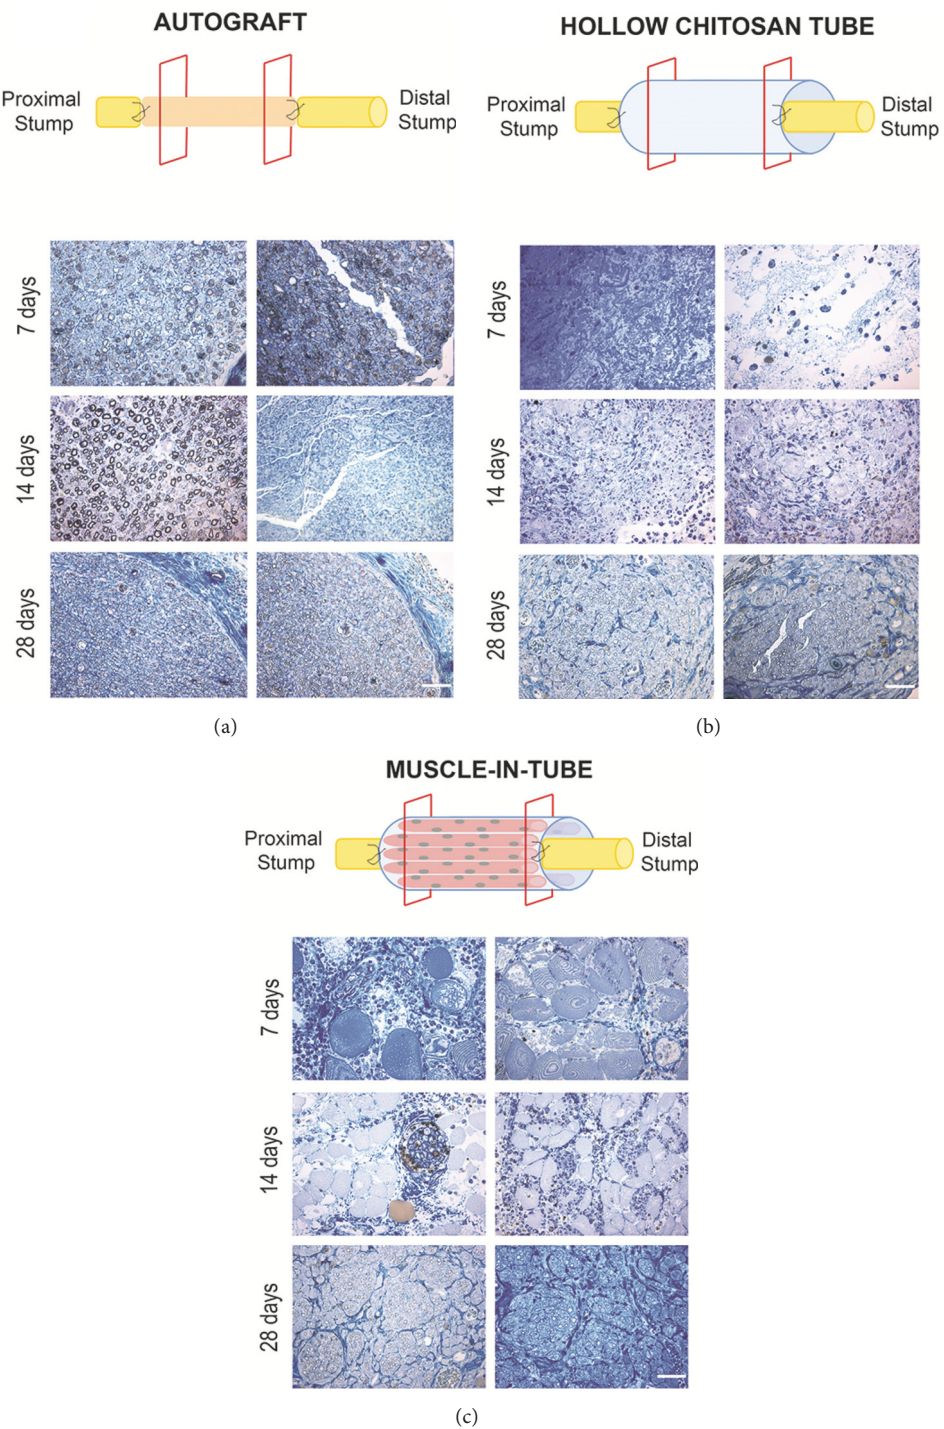 AUTOGRAFT
Proximal
Stump
Distal
Stump
7 days
14 days
28 days
(a)
HOLLOW CHITOSAN TUBE
Proximal
Stump
Distal
Stump
7 days
14 days
28 days
(b)
MUSCLE-IN-TUBE
Proximal
Stump
Distal
Stump
7 days
14 days
28 days
(c)